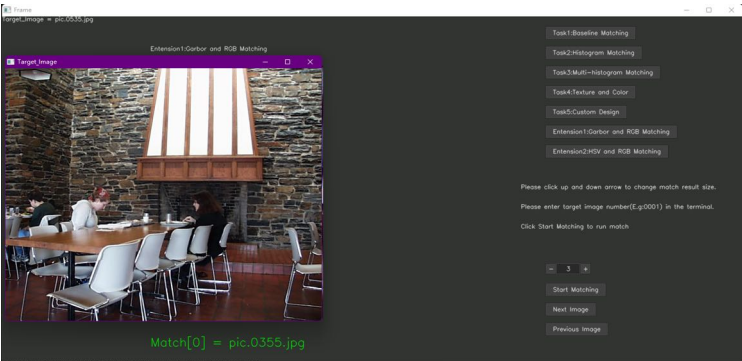 Frame
Target_Image = pic.0535.jpg
Entension1:Garbor and RGB Matching
Target_Image
Match[0] = pic.0355.jpg
Task1:Baseline Matching
Task2:Histogram Matching
Task3:Multi-histogram Matching
Task4:Texture and Color
Task5:Custom Design
Entension1:Garbor and RGB Matching
Entension2:HSV and RGB Matching
Please click up and down arrow to change match result size.
Please enter target image number(E.g:0001) in the terminal.
Click Start Matching to run match
− 3 +
Start Matching
Next Image
Previous Image